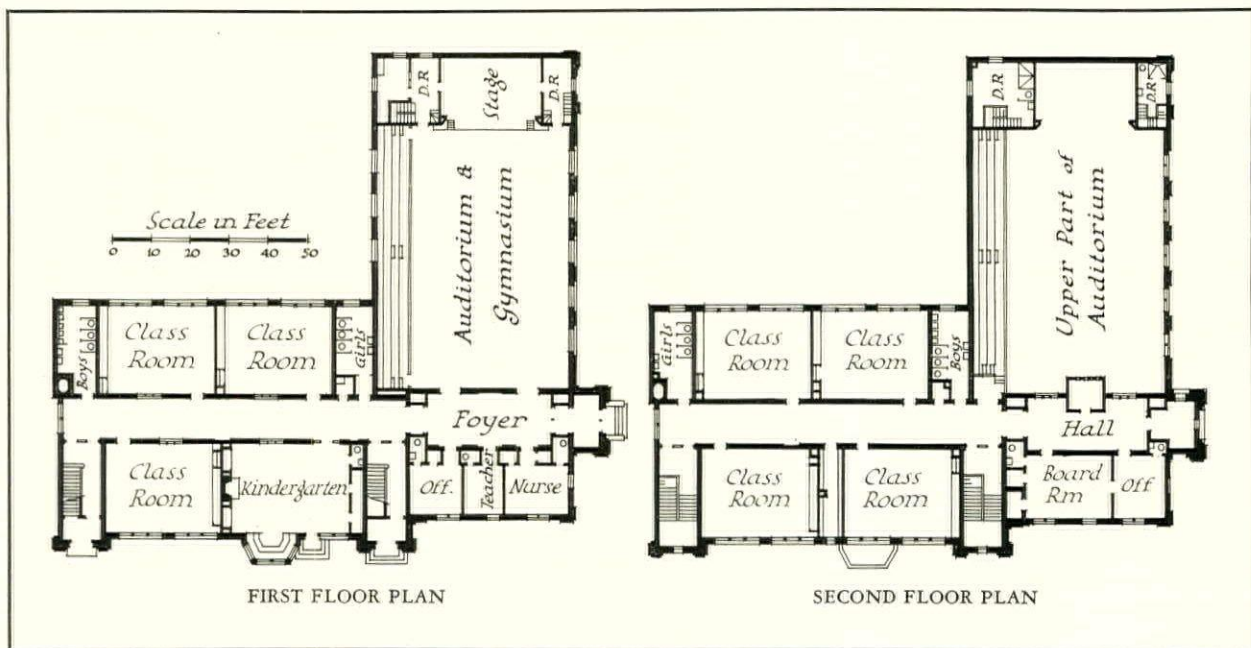 D.R
Stage
D.R
Auditorium &
Gymnasium
Scale in Feet
0 10 20 30 40 50
Boys
Class
Room
Class
Room
Girls
Foyer
Class
Room
Kindergarten
Off.
Teacher
Nurse
FIRST FLOOR PLAN
D.R
D.R
Upper Part of
Auditorium
Girls
Class
Room
Class
Room
Boys
Hall
Class
Room
Class
Room
Board
Rm
Off
SECOND FLOOR PLAN